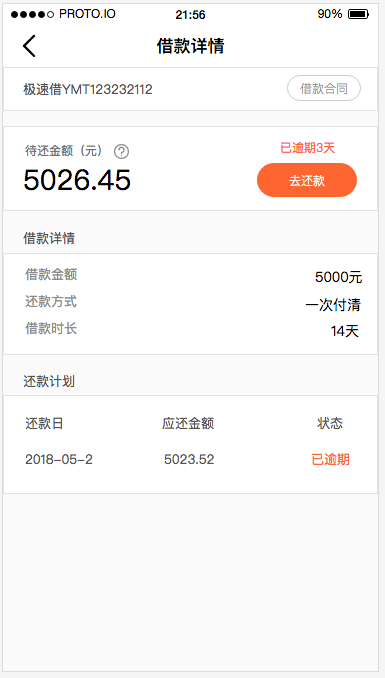 PROTO.IO 21:56 90%
借款详情
极速借YMT123232112 借款合同
待还金额（元） ? 已逾期3天
5026.45 去还款
借款详情
借款金额 5000元
还款方式 一次付清
借款时长 14天
还款计划
还款日 应还金额 状态
2018-05-2 5023.52 已逾期